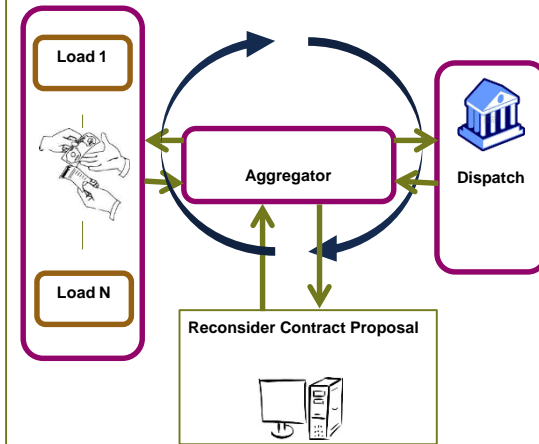 Load 1
Aggregator
Dispatch
Load N
Reconsider Contract Proposal